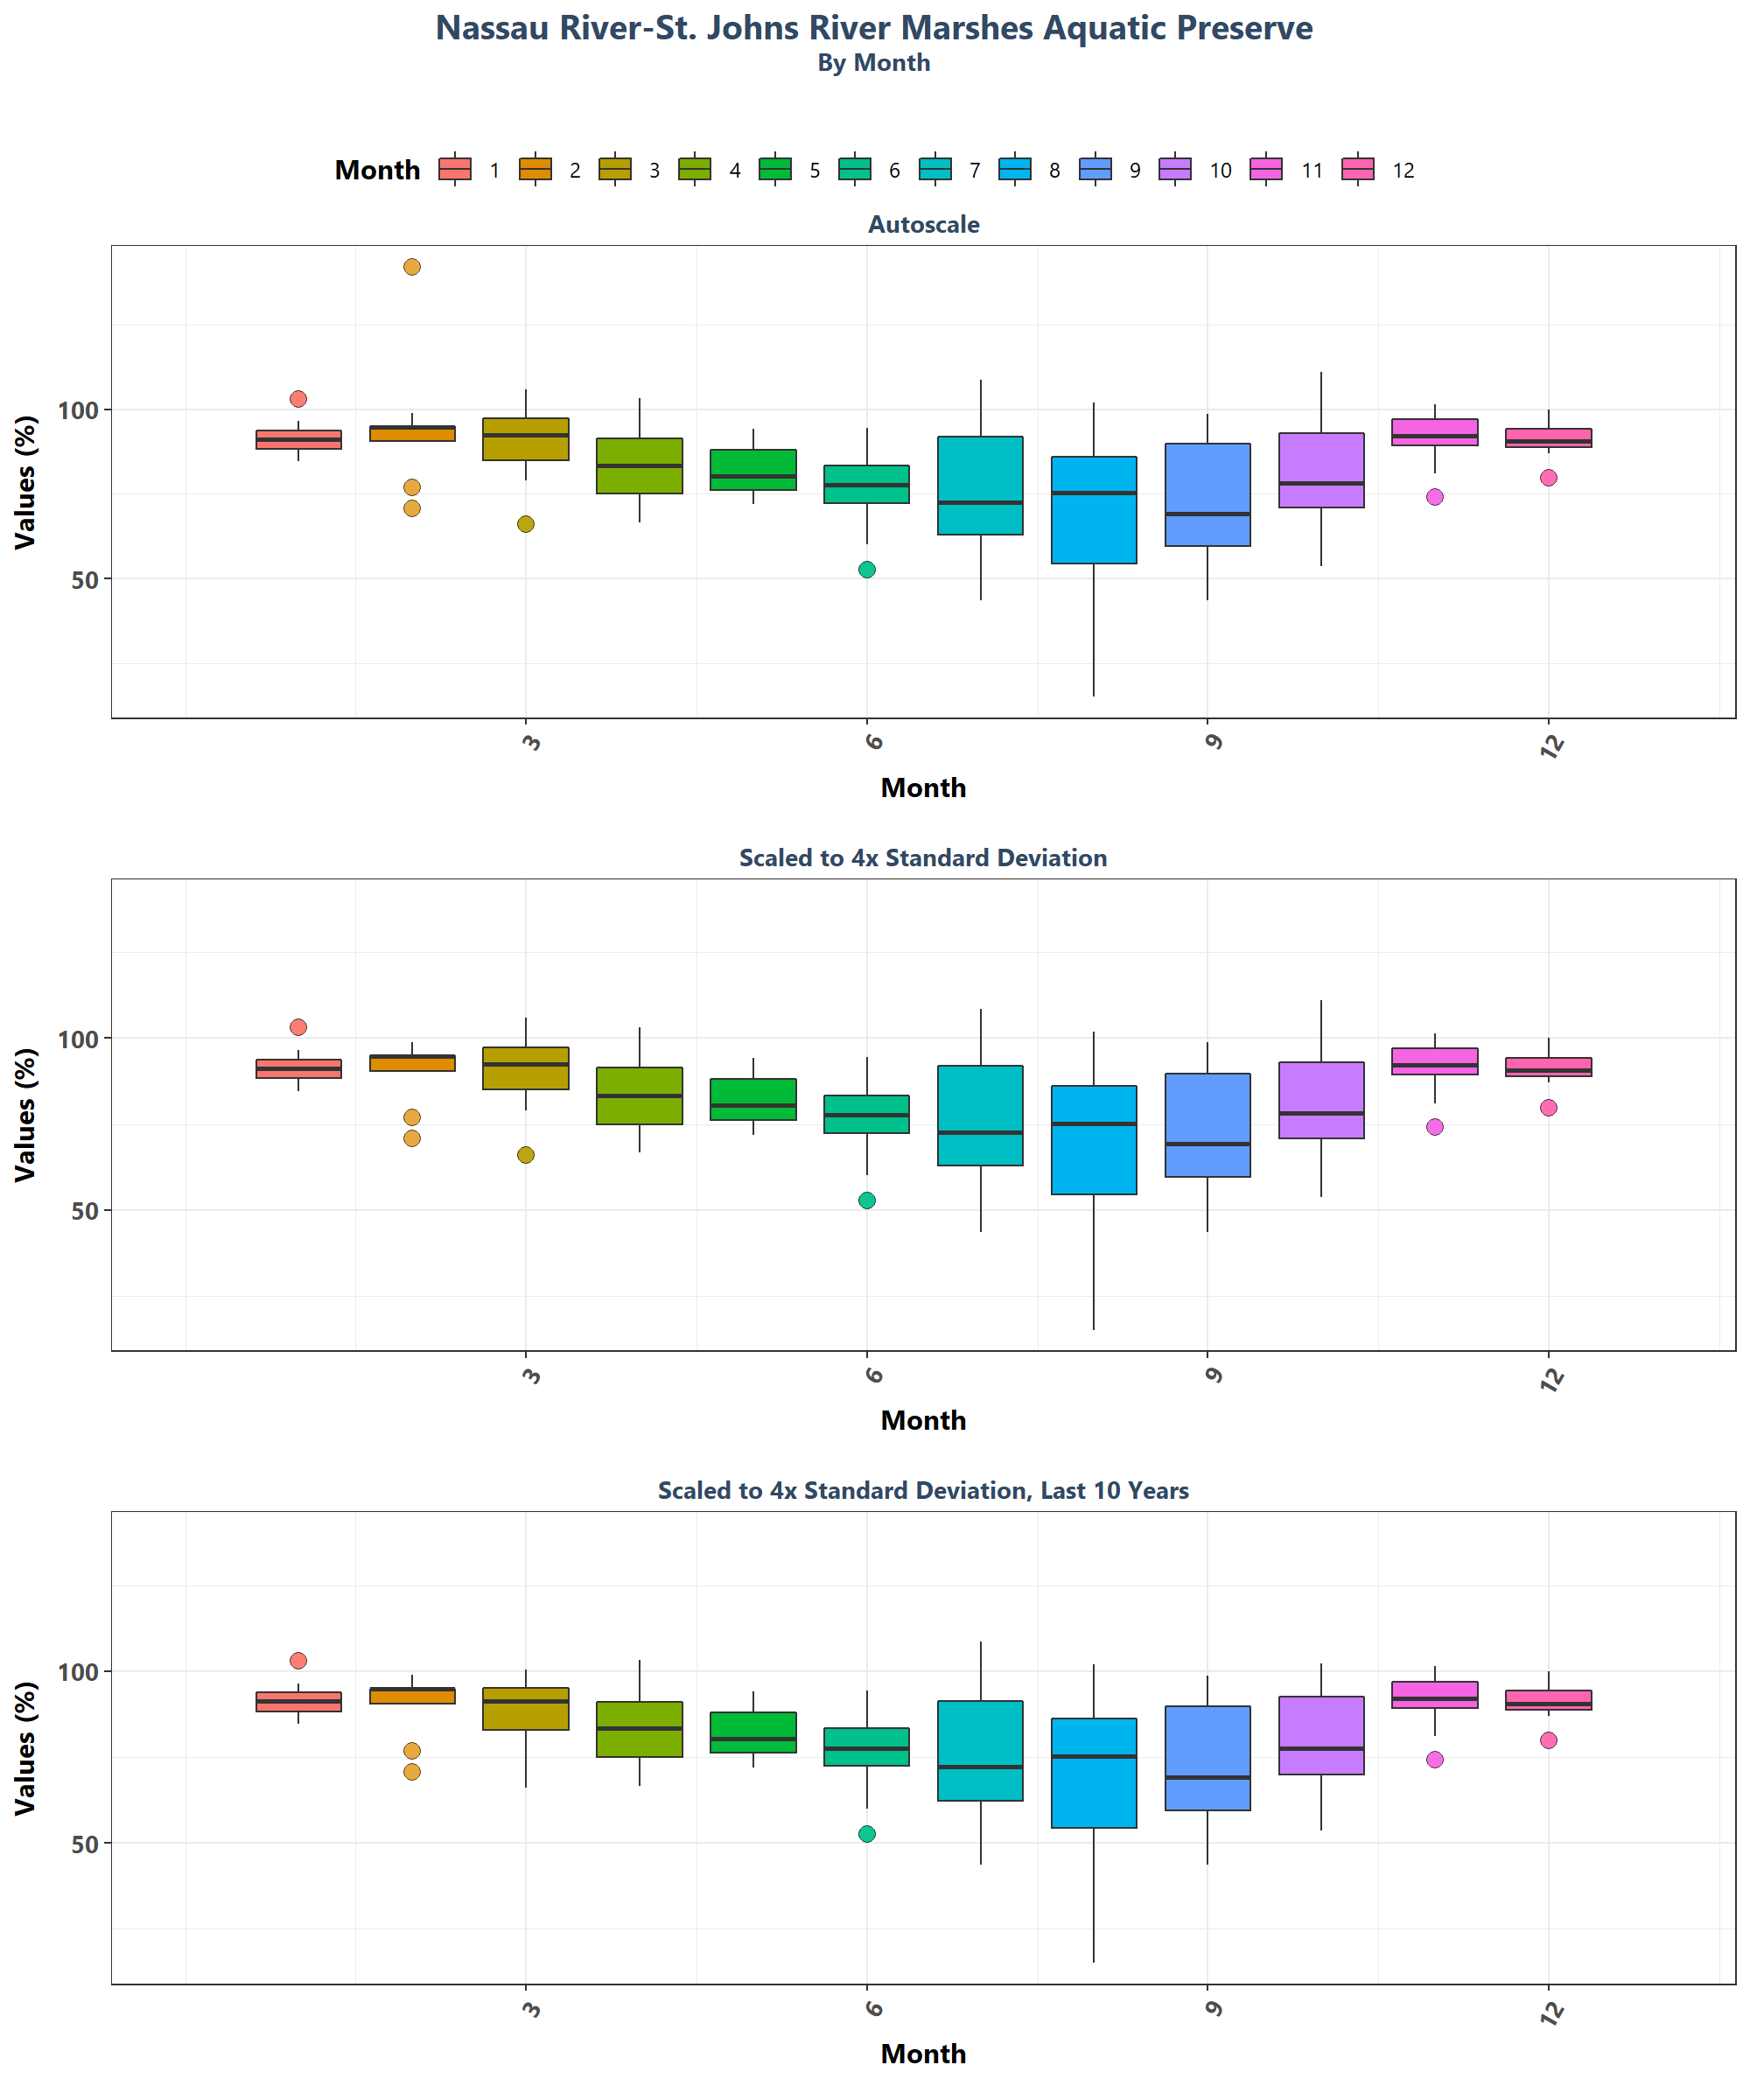 Nassau River-St. Johns River Marshes Aquatic Preserve
By Month
Month 1 2 3 4 5 6 7 8 9 10 11 12
Autoscale
Values (%)
100
50
3 6 9 12
Month
Scaled to 4x Standard Deviation
Values (%)
100
50
3 6 9 12
Month
Scaled to 4x Standard Deviation, Last 10 Years
Values (%)
100
50
3 6 9 12
Month